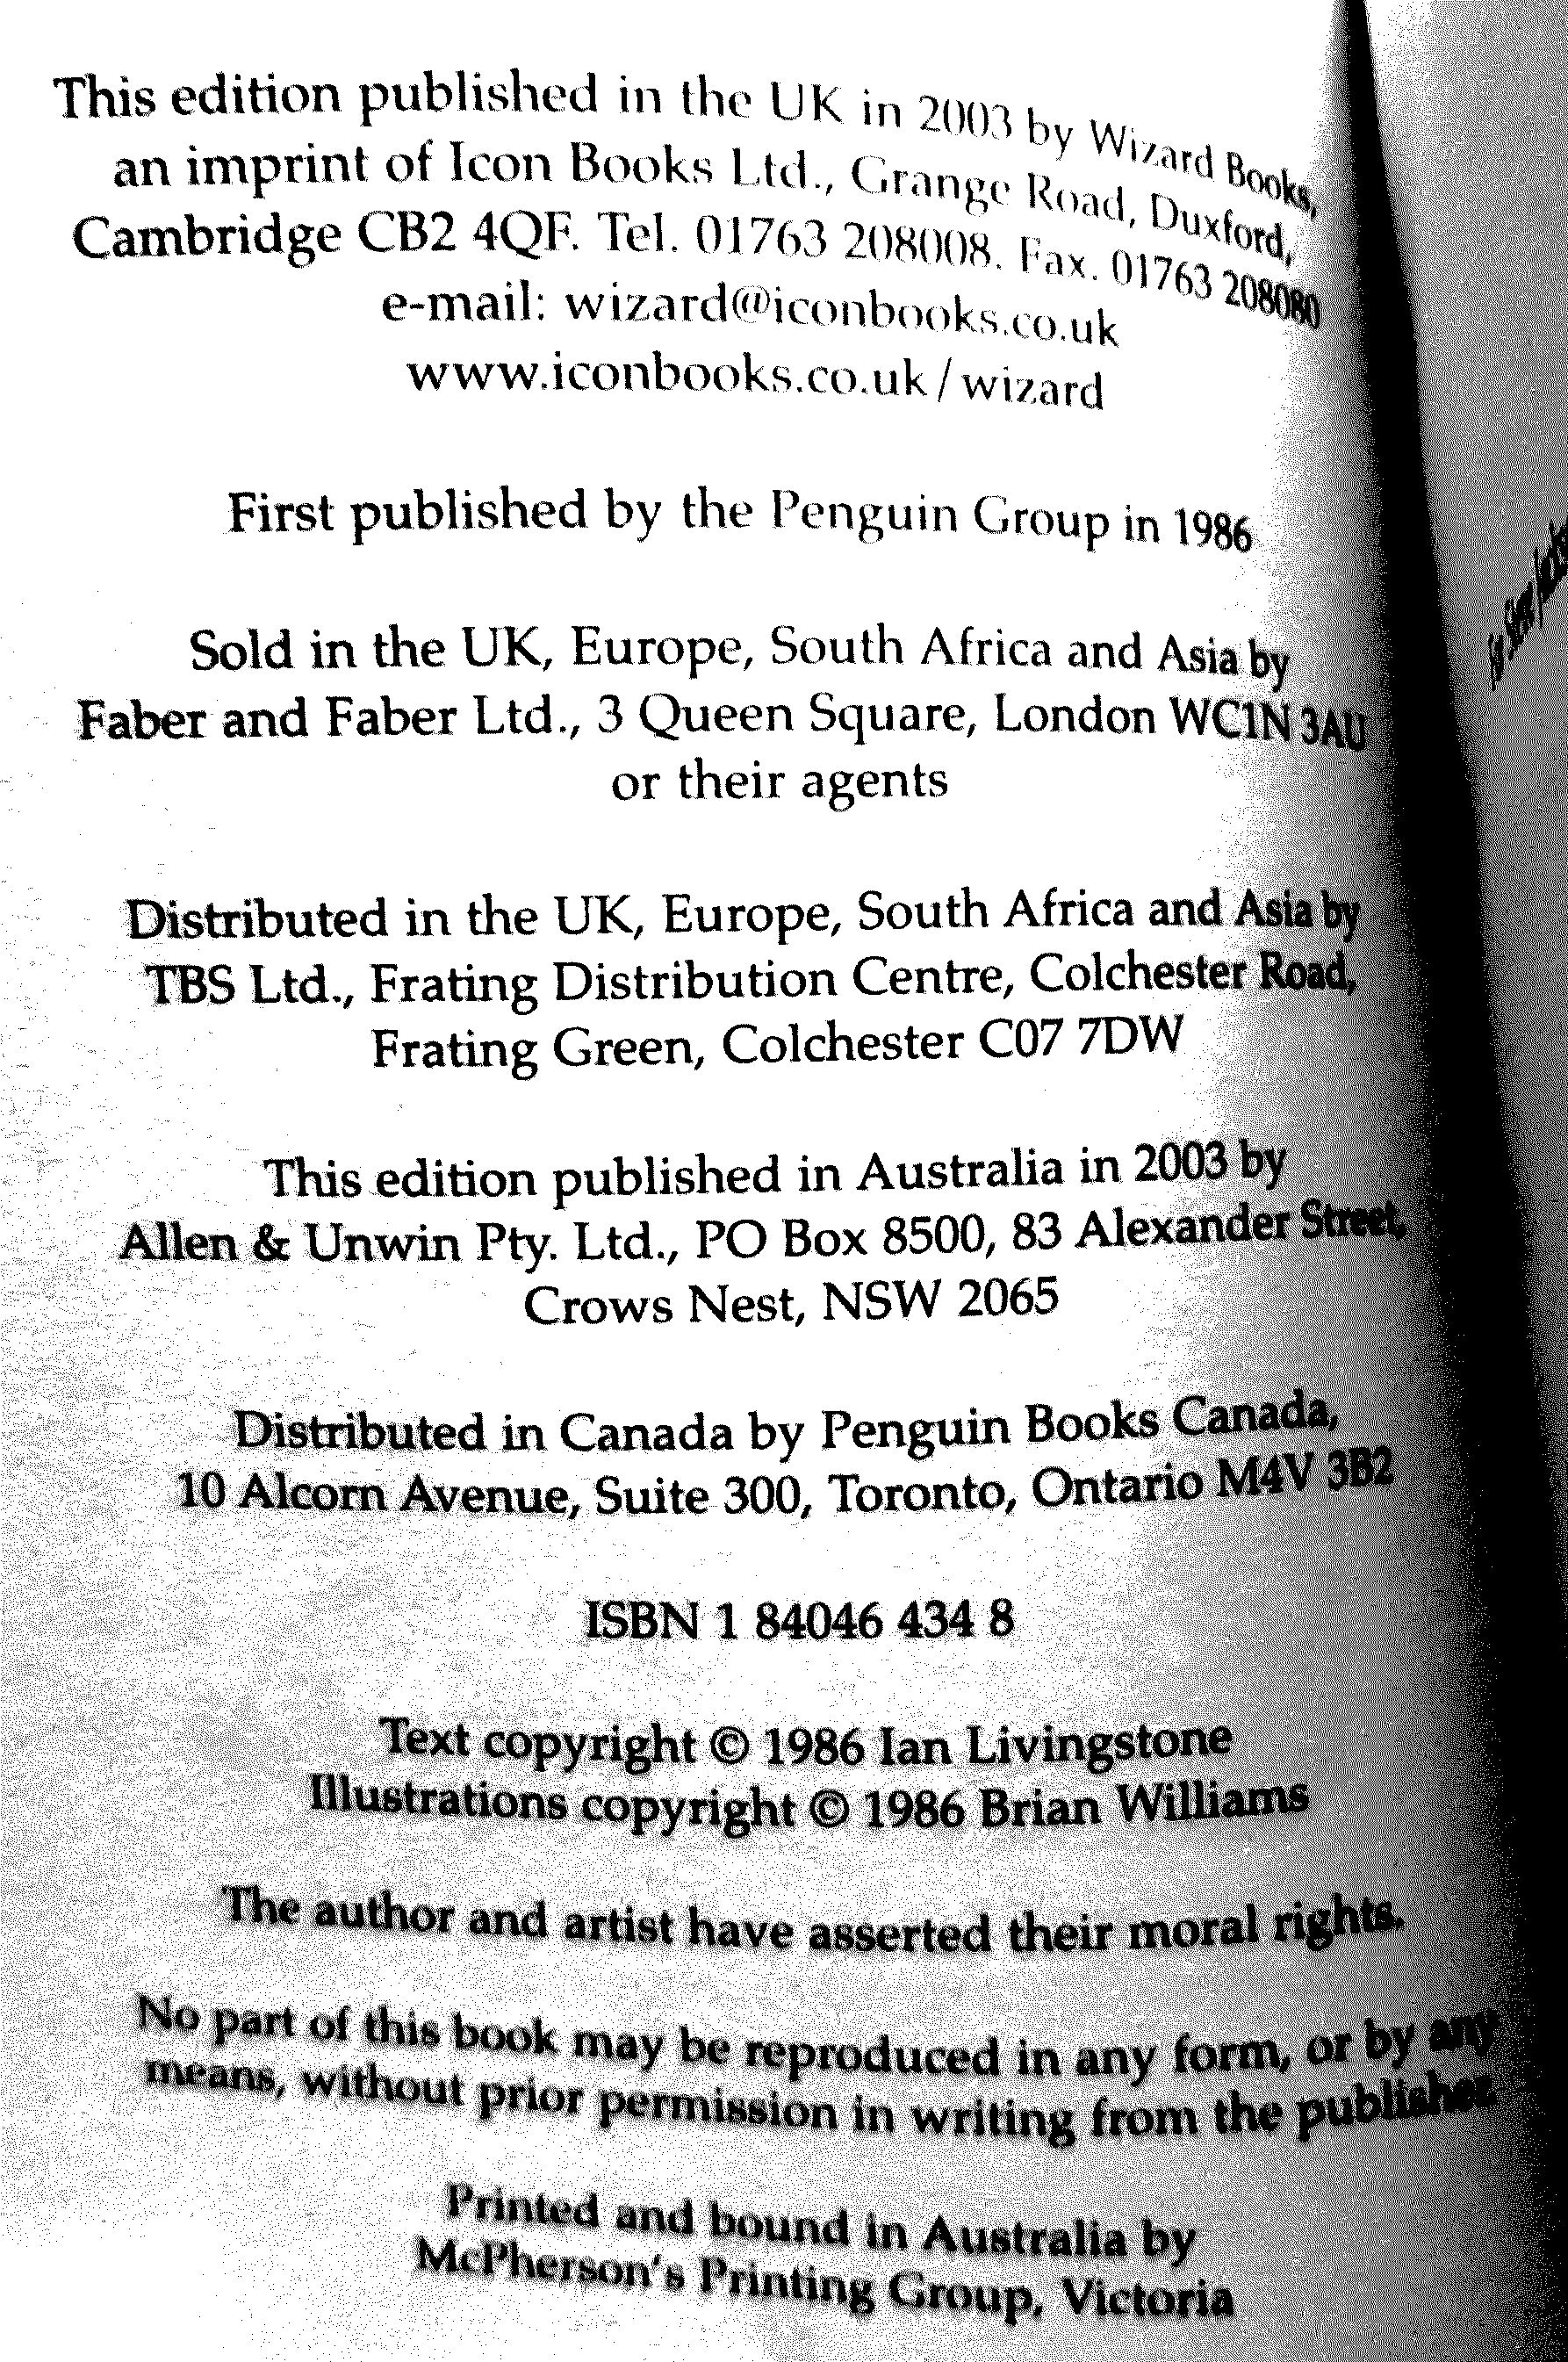 This edition published in the UK in 2003 by Wizard Books,
an imprint of Icon Books Ltd., Grange Road, Duxford,
Cambridge CB2 4QF. Tel. 01763 208008. Fax. 01763 208080
e-mail: wizard@iconbooks.co.uk
www.iconbooks.co.uk/wizard
First published by the Penguin Group in 1986
Sold in the UK, Europe, South Africa and Asia by
Faber and Faber Ltd., 3 Queen Square, London WC1N 3AU
or their agents
Distributed in the UK, Europe, South Africa and Asia by
TBS Ltd., Frating Distribution Centre, Colchester Road,
Frating Green, Colchester C07 7DW
This edition published in Australia in 2003 by
Allen & Unwin Pty. Ltd., PO Box 8500, 83 Alexander Street,
Crows Nest, NSW 2065
Distributed in Canada by Penguin Books Canada,
10 Alcorn Avenue, Suite 300, Toronto, Ontario M4V 3B2
ISBN 1 84046 434 8
Text copyright © 1986 Ian Livingstone
Illustrations copyright © 1986 Brian Williams
The author and artist have asserted their moral rights.
No part of this book may be reproduced in any form, or by any
means, without prior permission in writing from the publisher.
Printed and bound in Australia by
McPherson's Printing Group, Victoria